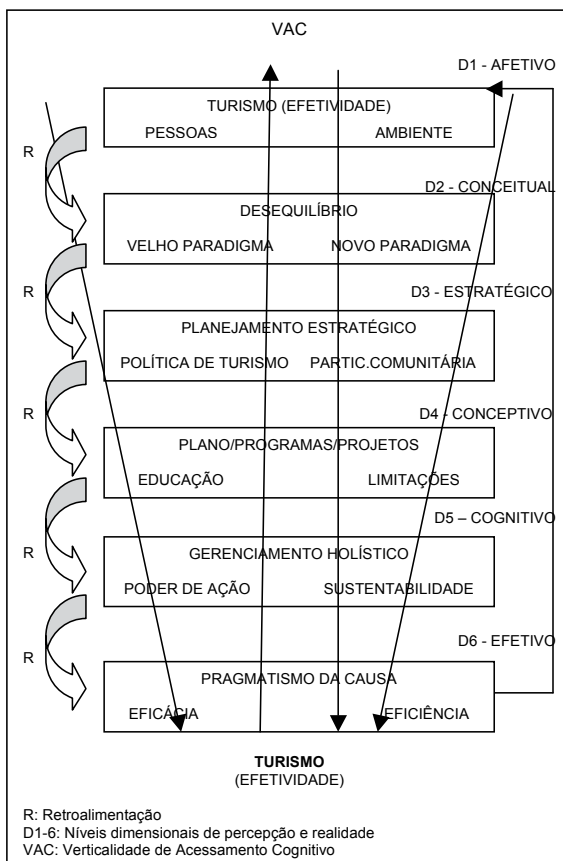 VAC
D1 - AFETIVO
TURISMO (EFETIVIDADE)
PESSOAS AMBIENTE
R
D2 - CONCEITUAL
DESEQUILÍBRIO
VELHO PARADIGMA NOVO PARADIGMA
R
D3 - ESTRATÉGICO
PLANEJAMENTO ESTRATÉGICO
POLÍTICA DE TURISMO PARTIC.COMUNITÁRIA
R
D4 - CONCEPTIVO
PLANO/PROGRAMAS/PROJETOS
EDUCAÇÃO LIMITAÇÕES
R
D5 – COGNITIVO
GERENCIAMENTO HOLÍSTICO
PODER DE AÇÃO SUSTENTABILIDADE
R
D6 - EFETIVO
PRAGMATISMO DA CAUSA
EFICÁCIA EFICIÊNCIA
R
TURISMO
(EFETIVIDADE)
R: Retroalimentação
D1-6: Níveis dimensionais de percepção e realidade
VAC: Verticalidade de Acessamento Cognitivo